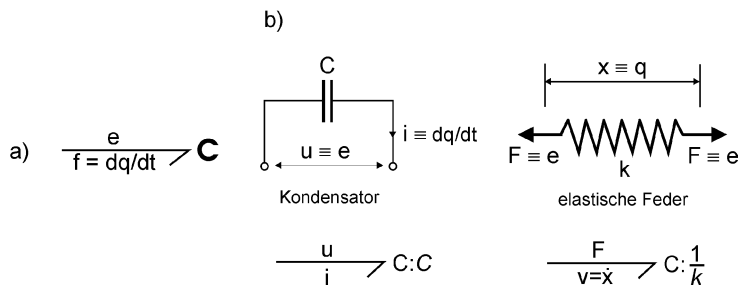 a)
e
f = dq/dt
C
b)
C
u ≡ e
i ≡ dq/dt
Kondensator
u
i
C:C
x ≡ q
F ≡ e
F ≡ e
k
elastische Feder
F
v=ẋ
C:1/k